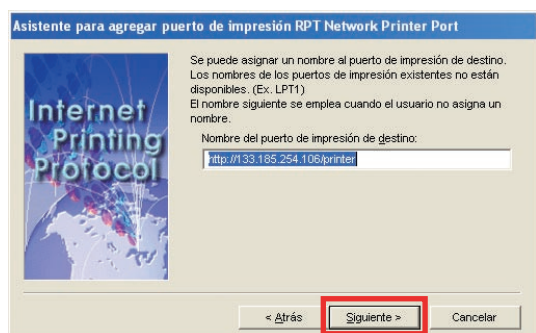 Asistente para agregar puerto de impresión RPT Network Printer Port
Internet
Printing
Protocol
Se puede asignar un nombre al puerto de impresión de destino.
Los nombres de los puertos de impresión existentes no están
disponibles. (Ex. LPT1)
El nombre siguiente se emplea cuando el usuario no asigna un
nombre.
Nombre del puerto de impresión de destino:
http://133.185.254.106/printer
< Atrás
Siguiente >
Cancelar